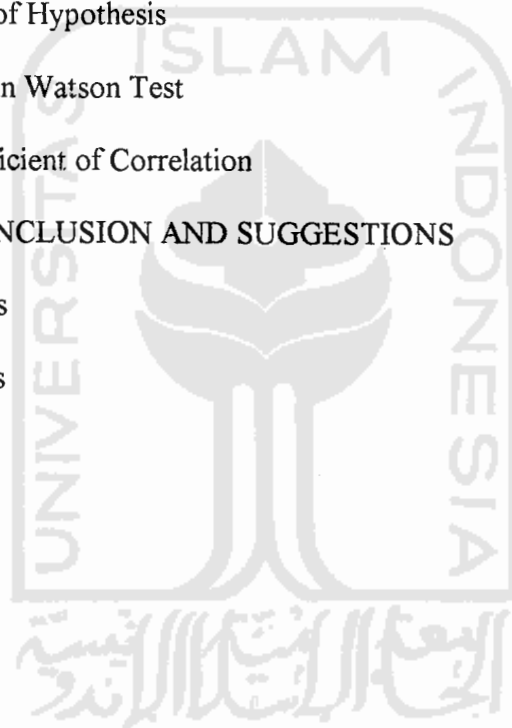 of Hypothesis
n Watson Test
icient of Correlation
NCLUSION AND SUGGESTIONS
s
s
ISLAM
UNIVERSITAS
INDONESIA